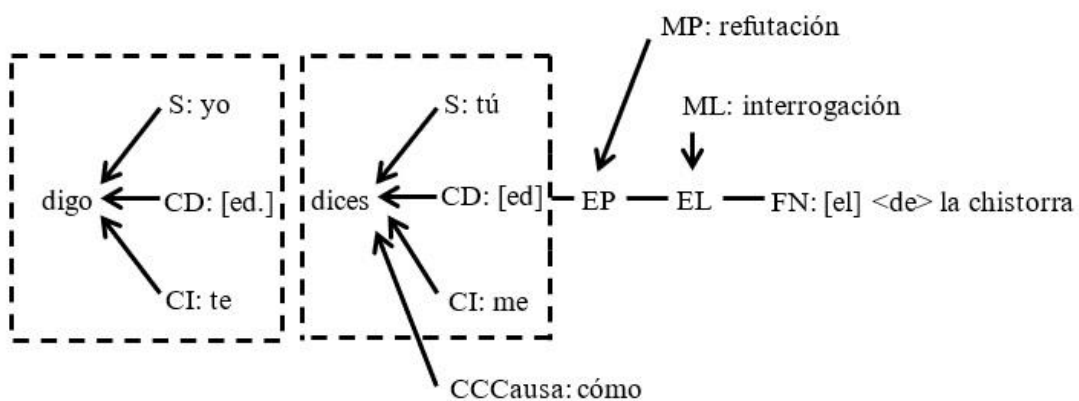 MP: refutación
S: yo
S: tú
ML: interrogación
digo
CD: [ed.]
dices
CD: [ed]
EP
EL
FN: [el] <de> la chistorra
CI: te
CI: me
CCCausa: cómo